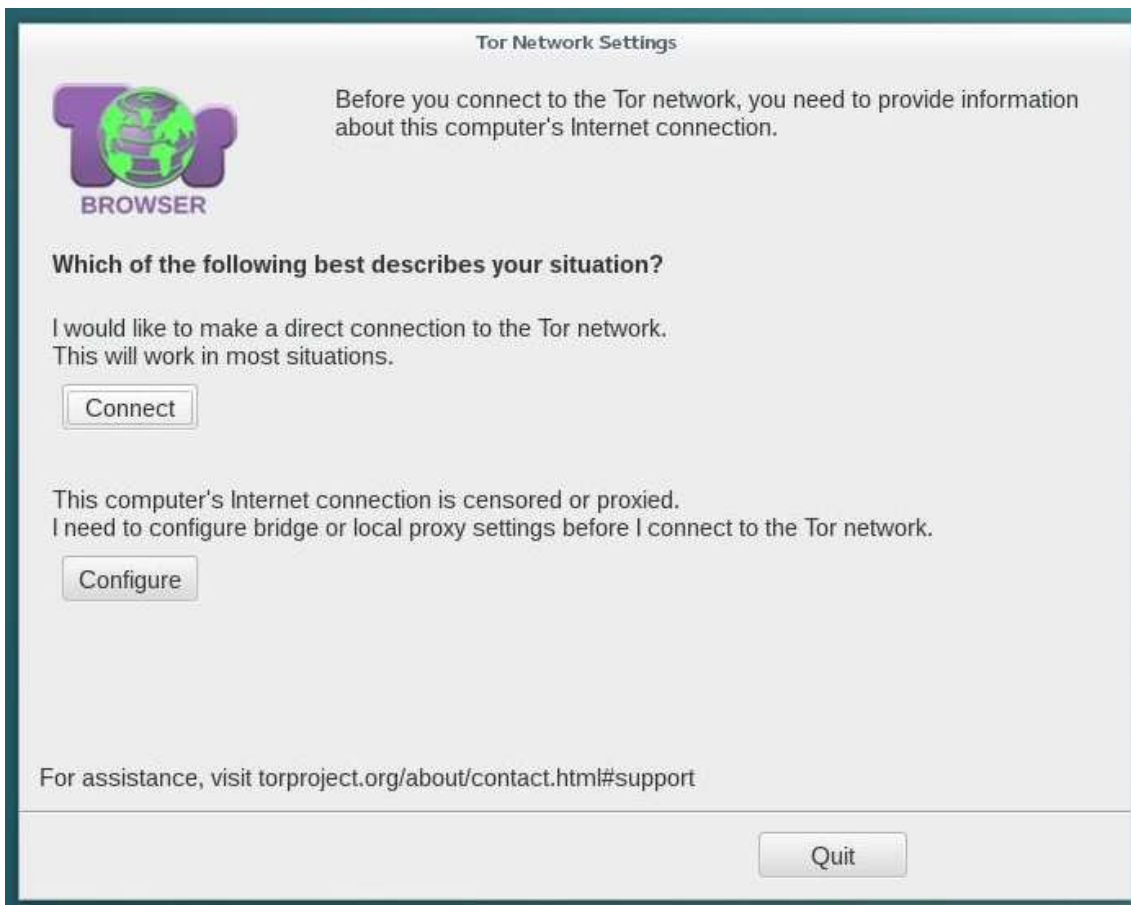 Tor Network Settings
Tor
BROWSER
Before you connect to the Tor network, you need to provide information
about this computer's Internet connection.
Which of the following best describes your situation?
I would like to make a direct connection to the Tor network.
This will work in most situations.
Connect
This computer's Internet connection is censored or proxied.
I need to configure bridge or local proxy settings before I connect to the Tor network.
Configure
For assistance, visit torproject.org/about/contact.html#support
Quit